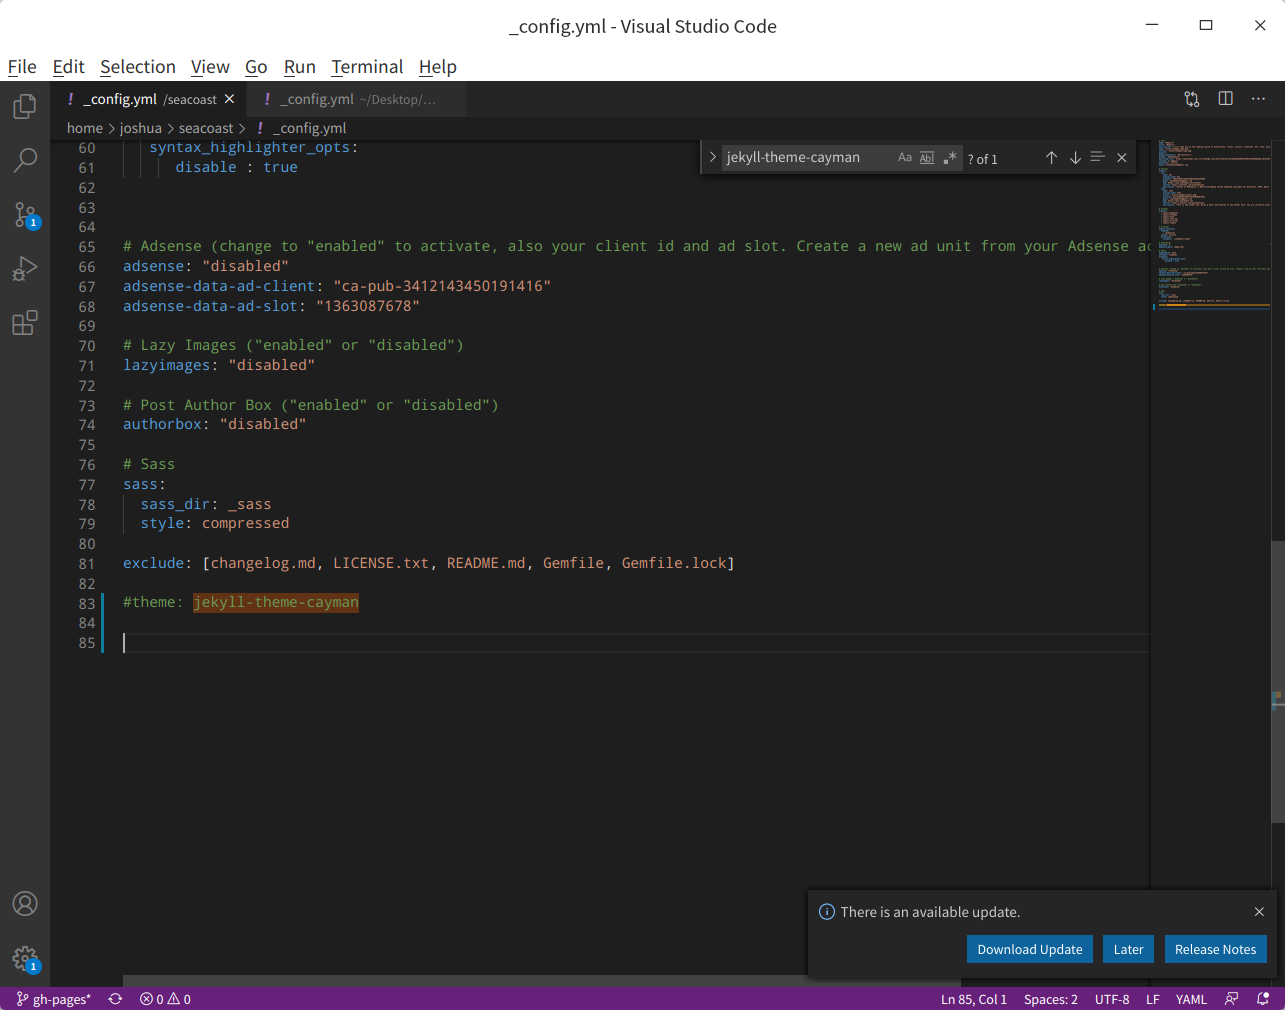 _config.yml - Visual Studio Code
File Edit Selection View Go Run Terminal Help
! _config.yml /seacoast ! _config.yml ~/Desktop/...
home > joshua > seacoast > ! _config.yml
jekyll-theme-cayman Aa Abl .* ? of 1
60 syntax_highlighter_opts:
61 disable : true
62
63
64
65 # Adsense (change to "enabled" to activate, also your client id and ad slot. Create a new ad unit from your Adsense ac
66 adsense: "disabled"
67 adsense-data-ad-client: "ca-pub-3412143450191416"
68 adsense-data-ad-slot: "1363087678"
69
70 # Lazy Images ("enabled" or "disabled")
71 lazyimages: "disabled"
72
73 # Post Author Box ("enabled" or "disabled")
74 authorbox: "disabled"
75
76 # Sass
77 sass:
78 sass_dir: _sass
79 style: compressed
80
81 exclude: [changelog.md, LICENSE.txt, README.md, Gemfile, Gemfile.lock]
82
83 #theme: jekyll-theme-cayman
84
85
1
1
There is an available update.
Download Update Later Release Notes
gh-pages* 0 0 Ln 85, Col 1 Spaces: 2 UTF-8 LF YAML